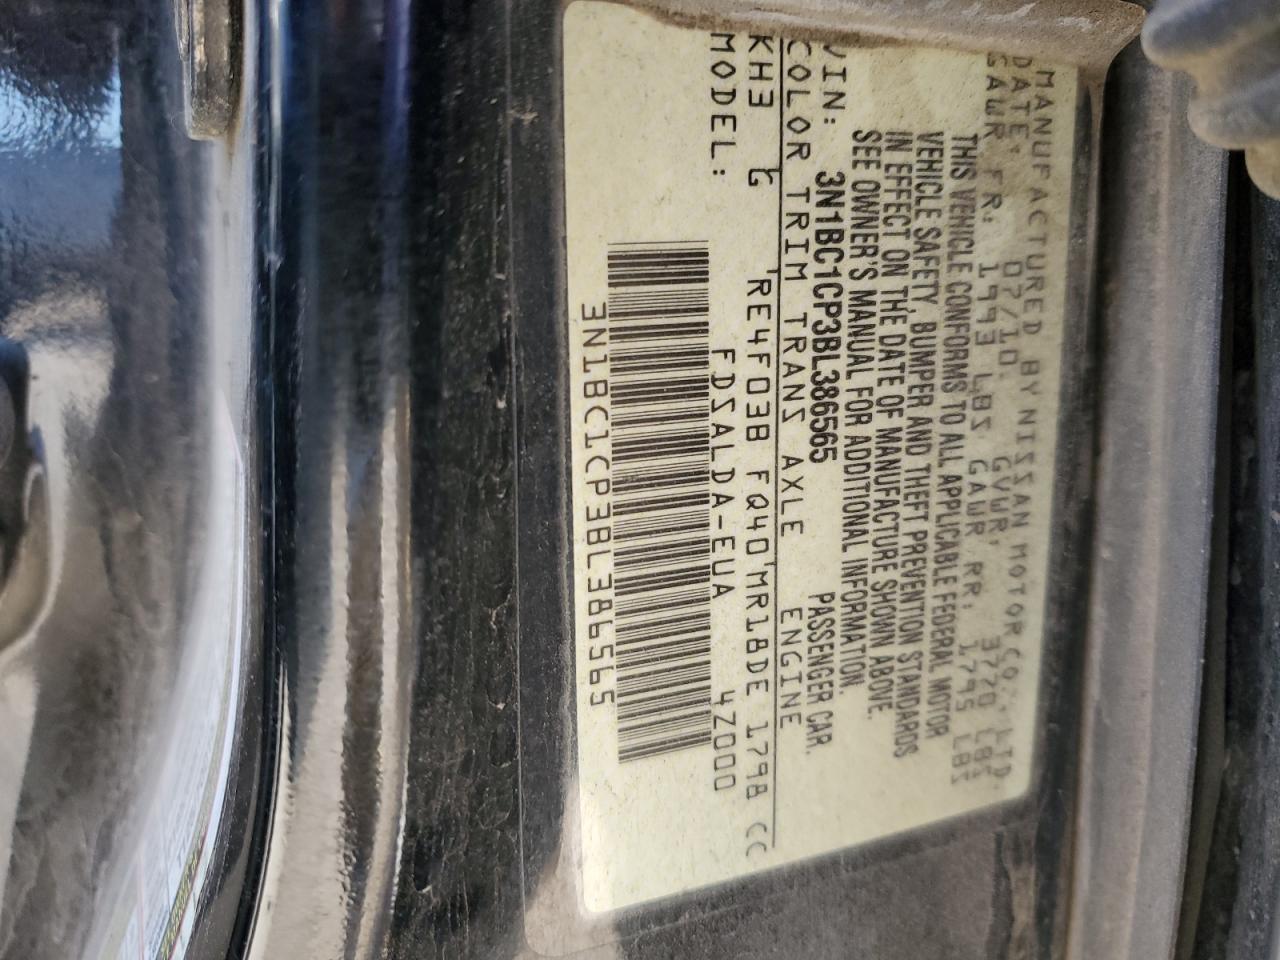 MANUFACTURED BY NISSAN MOTOR CO., LTD
DATE: 07/10. GVWR: 3720 LBS
GAWR FR: 1993 LBS GAWR RR: 1795 LBS
THIS VEHICLE CONFORMS TO ALL APPLICABLE FEDERAL MOTOR
VEHICLE SAFETY, BUMPER AND THEFT PREVENTION STANDARDS
IN EFFECT ON THE DATE OF MANUFACTURE SHOWN ABOVE.
SEE OWNER'S MANUAL FOR ADDITIONAL INFORMATION.
VIN: 3N1BC1CP3BL386565 PASSENGER CAR.
COLOR TRIM TRANS AXLE ENGINE
KH3 G RE4F03B FQ40 MR18DE 1798 CC
MODEL: FDSALDA-EUA 4Z000
3N1BC1CP3BL386565